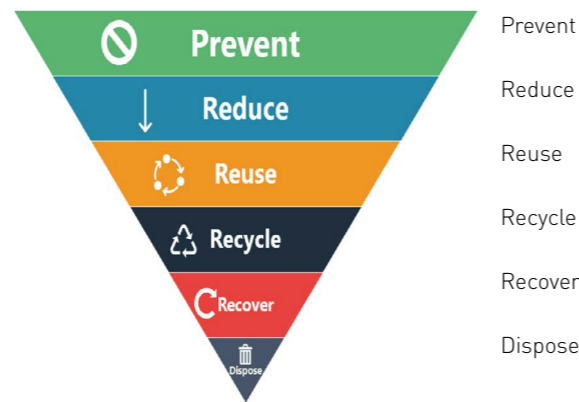 Prevent
Prevent
Reduce
Reduce
Reuse
Reuse
Recycle
Recycle
Recover
Recover
Dispose
Dispose